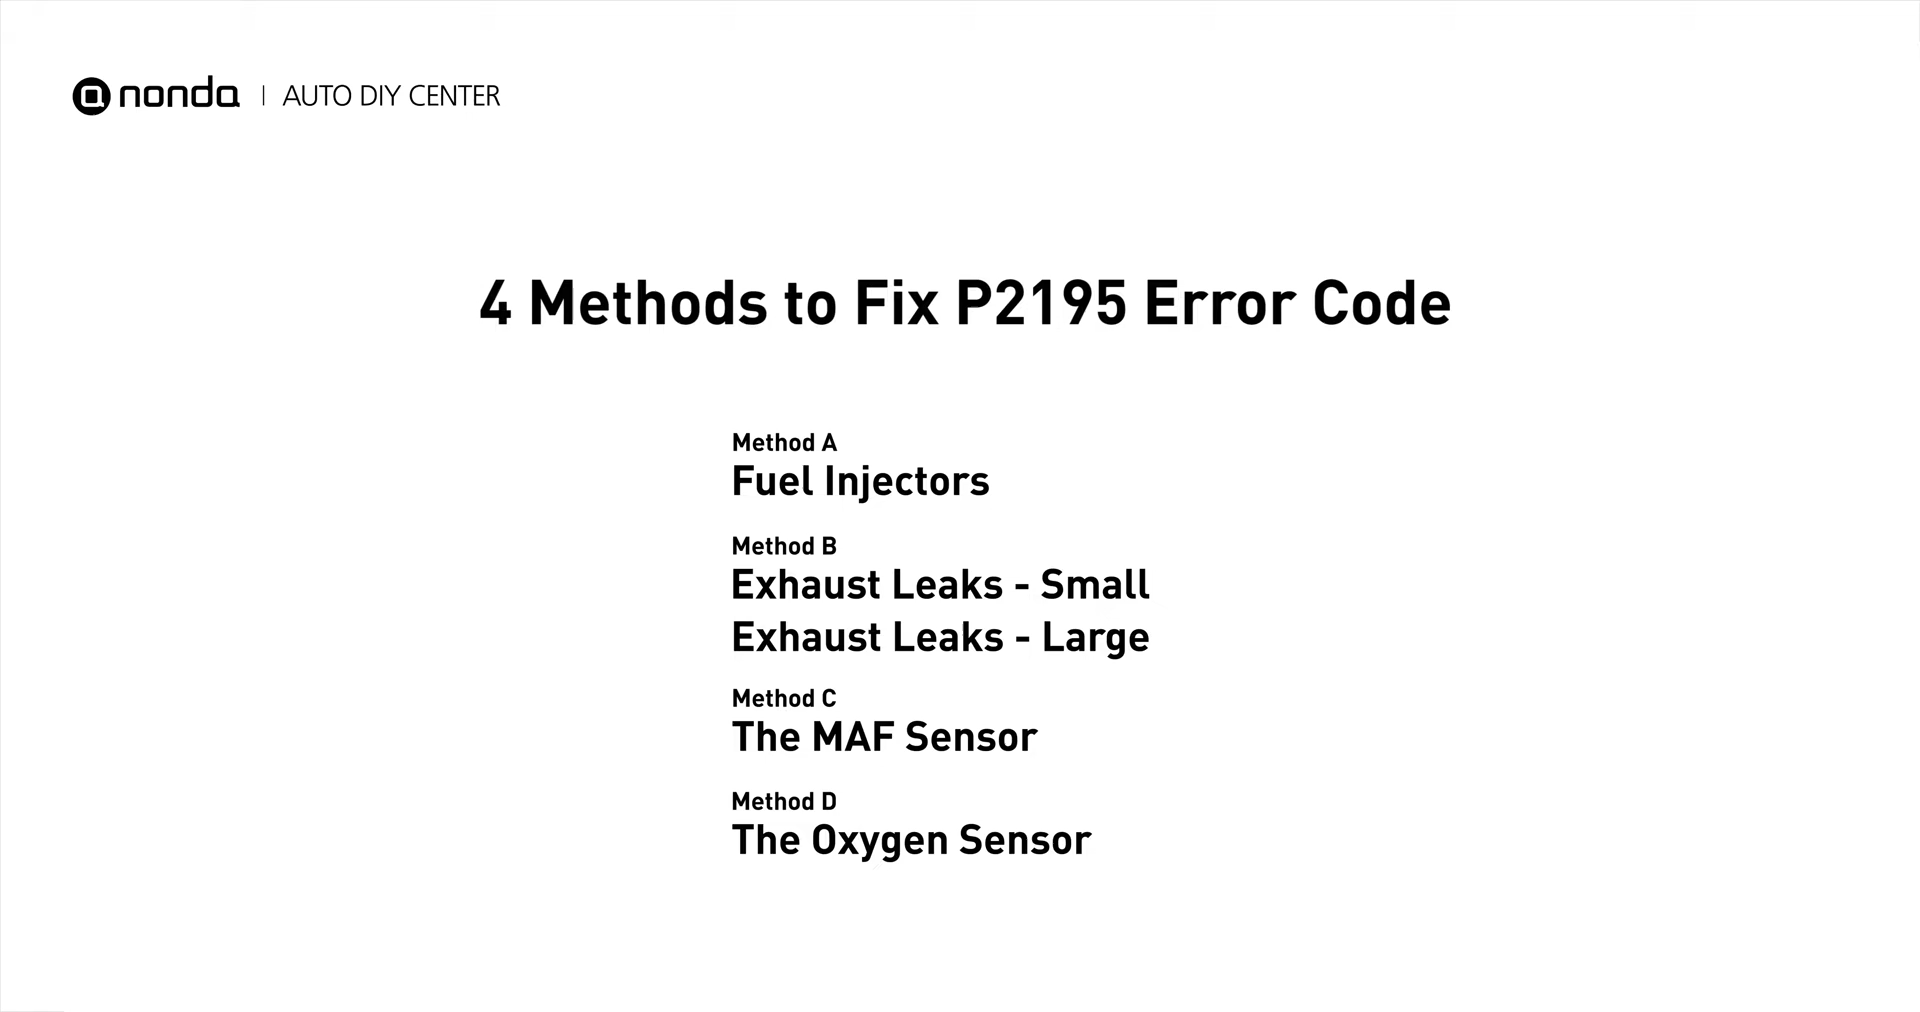 nonda | AUTO DIY CENTER
4 Methods to Fix P2195 Error Code
Method A
Fuel Injectors
Method B
Exhaust Leaks - Small
Exhaust Leaks - Large
Method C
The MAF Sensor
Method D
The Oxygen Sensor